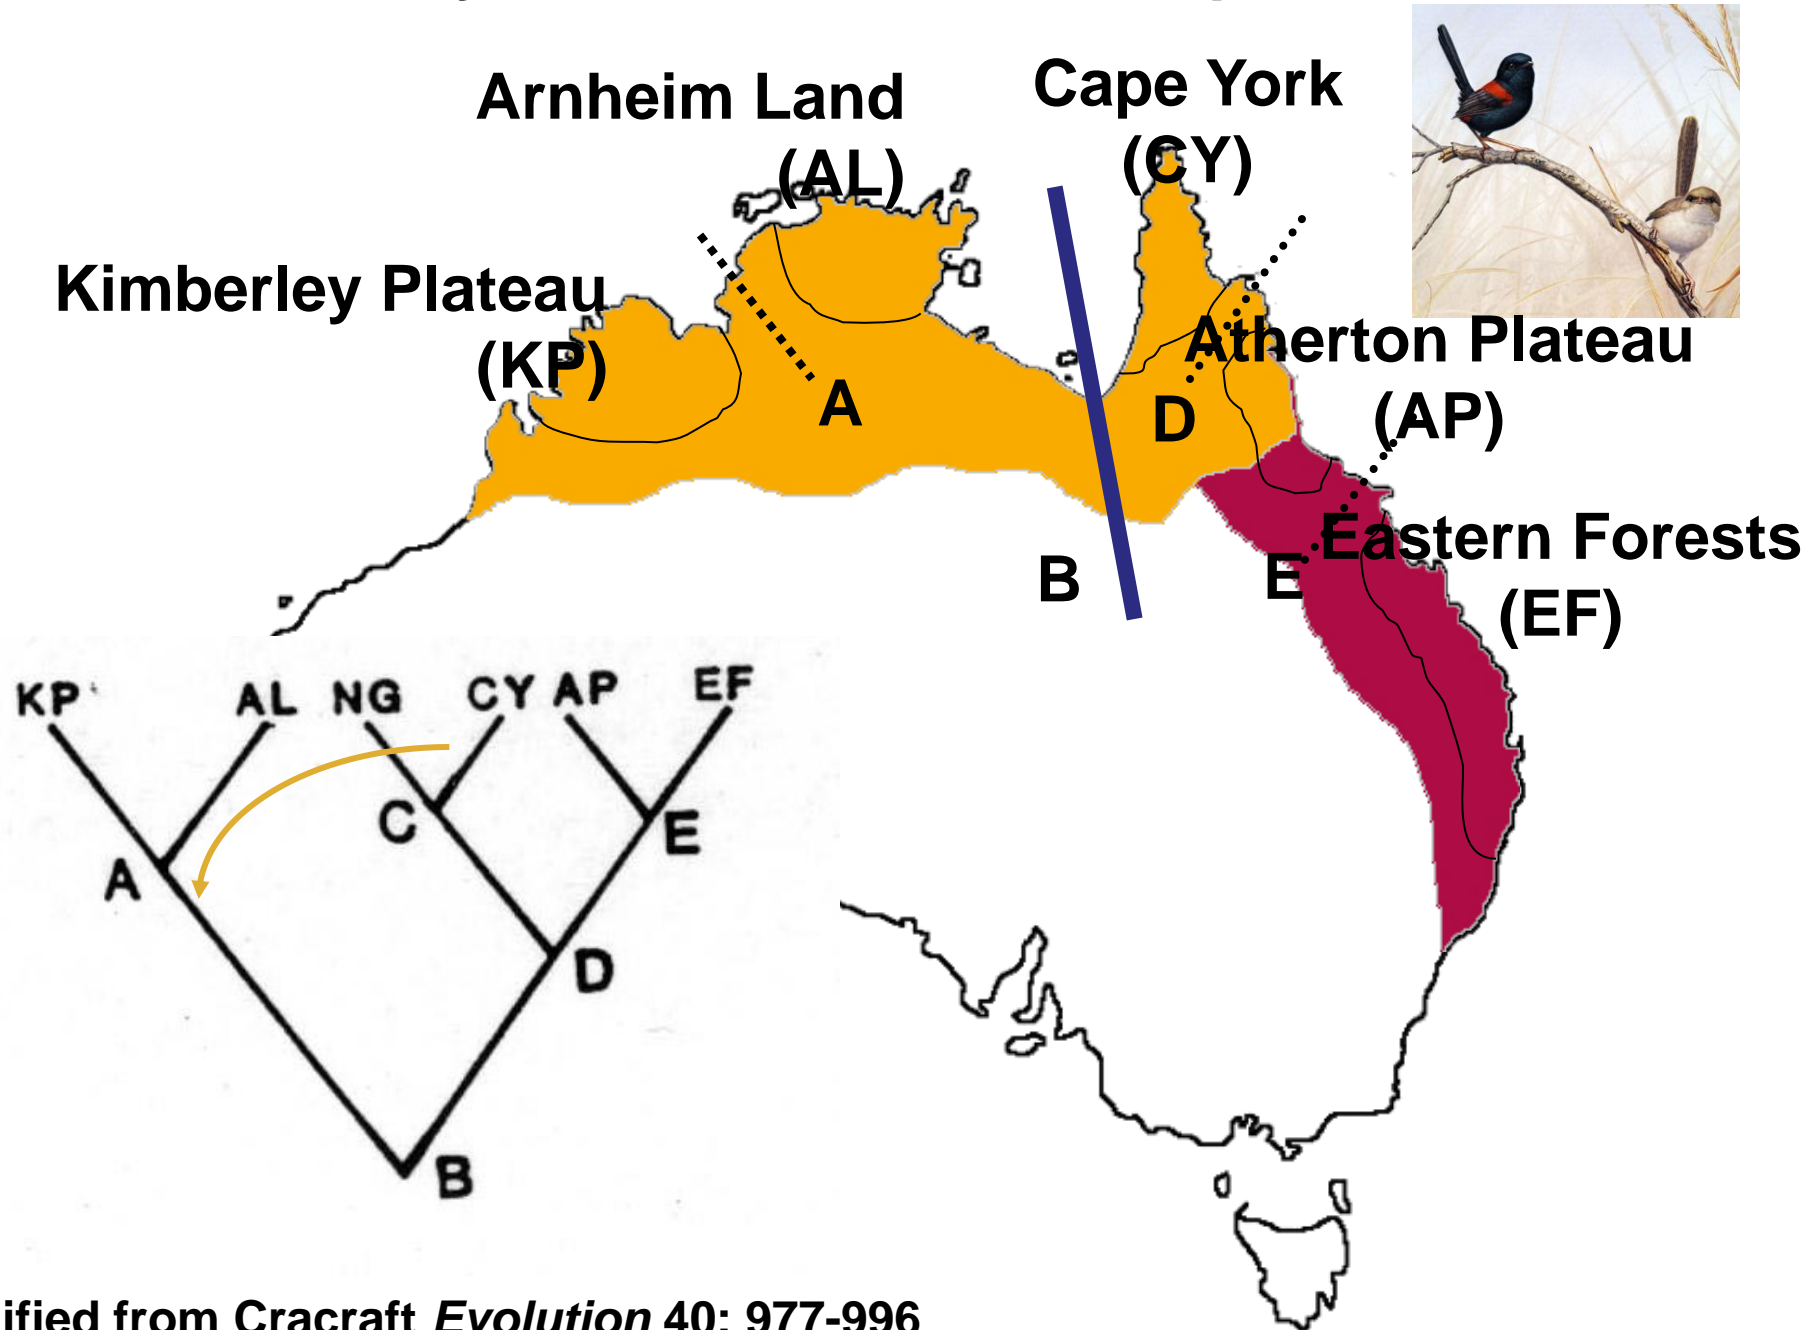 Arnheim Land
(AL)
Cape York
(CY)
Kimberley Plateau
(KP)
Atherton Plateau
(AP)
A
D
Eastern Forests
(EF)
B
E
KP
AL
NG
CY
AP
EF
C
E
A
D
B
ified from Cracraft Evolution 40: 977-996